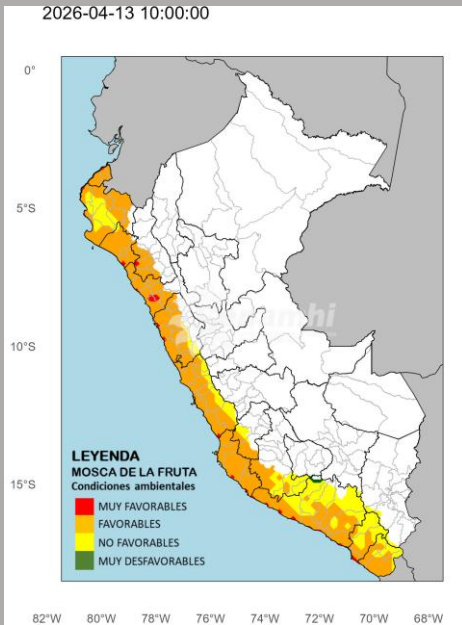 2026-04-13 10:00:00
0°
5°S
10°S
15°S
senamhi
LEYENDA
MOSCA DE LA FRUTA
Condiciones ambientales
MUY FAVORABLES
FAVORABLES
NO FAVORABLES
MUY DESFAVORABLES
82°W 80°W 78°W 76°W 74°W 72°W 70°W 68°W